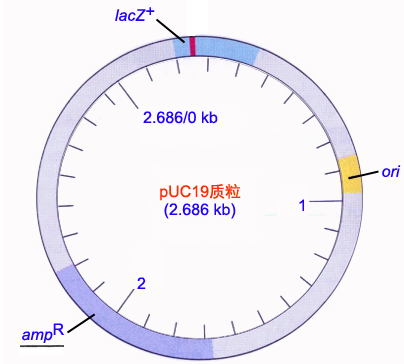 lacZ+
2.686/0 kb
ori
pUC19质粒
(2.686 kb)
1
2
ampR